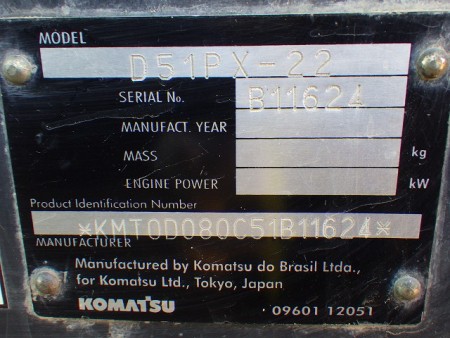 MODEL
D51PX-22
SERIAL No. B11624
MANUFACT. YEAR
MASS kg
ENGINE POWER kW
Product Identification Number
*KMT0D080C51B11624*
MANUFACTURER
Manufactured by Komatsu do Brasil Ltda.,
for Komatsu Ltd., Tokyo, Japan
KOMATSU · 09601 12051